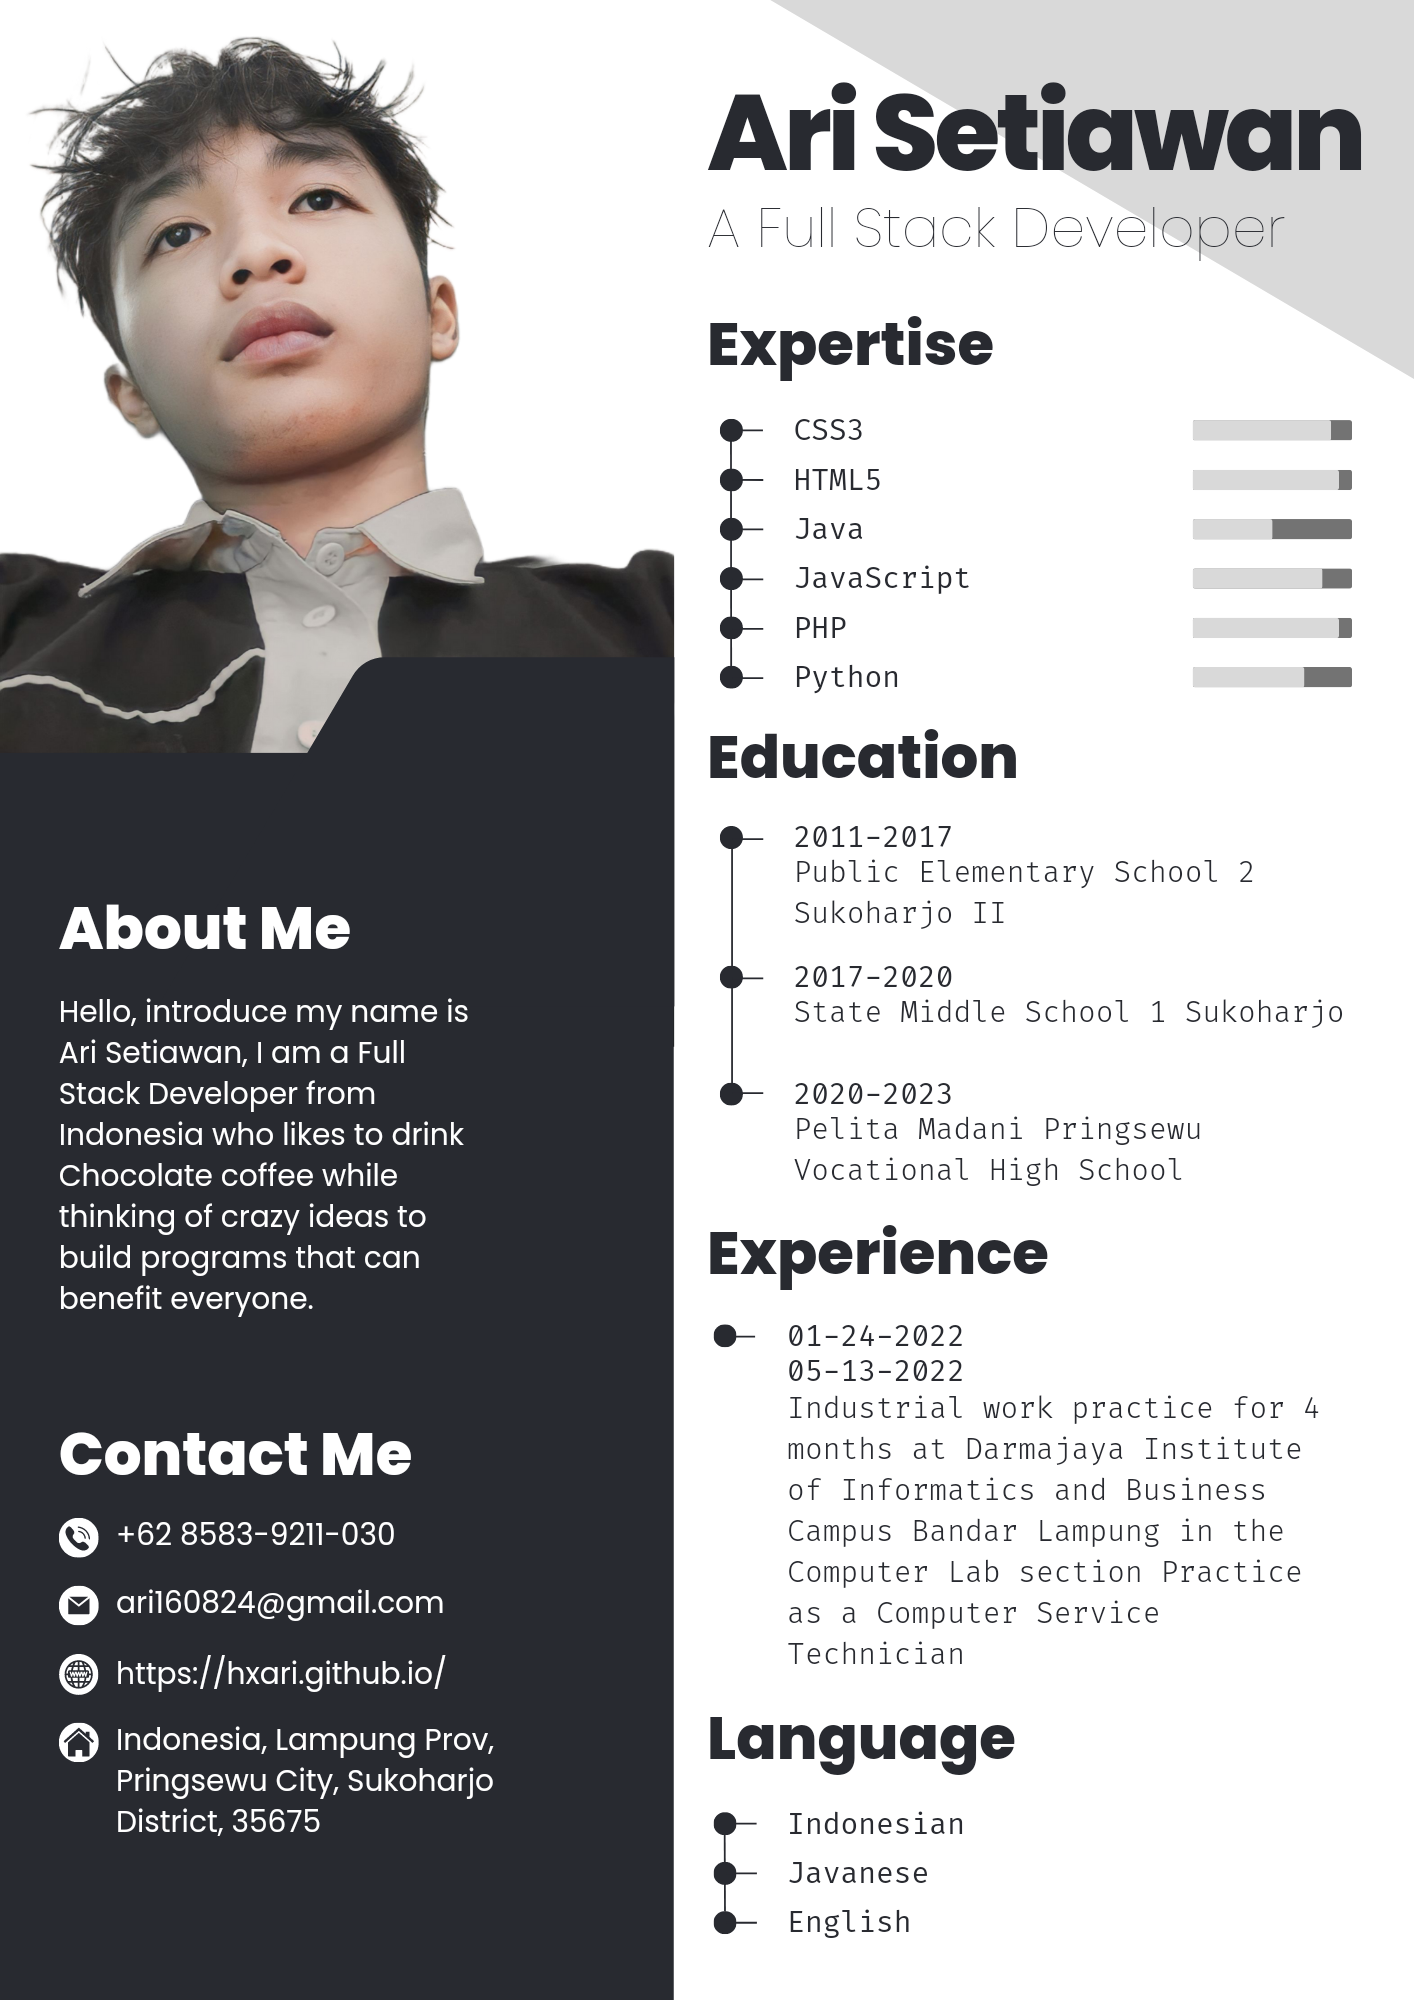 Ari Setiawan
A Full Stack Developer
Expertise
CSS3
HTML5
Java
JavaScript
PHP
Python
Education
2011-2017
Public Elementary School 2
Sukoharjo II
2017-2020
State Middle School 1 Sukoharjo
2020-2023
Pelita Madani Pringsewu
Vocational High School
Experience
01-24-2022
05-13-2022
Industrial work practice for 4
months at Darmajaya Institute
of Informatics and Business
Campus Bandar Lampung in the
Computer Lab section Practice
as a Computer Service
Technician
Language
Indonesian
Javanese
English
About Me
Hello, introduce my name is
Ari Setiawan, I am a Full
Stack Developer from
Indonesia who likes to drink
Chocolate coffee while
thinking of crazy ideas to
build programs that can
benefit everyone.
Contact Me
+62 8583-9211-030
ari160824@gmail.com
https://hxari.github.io/
Indonesia, Lampung Prov,
Pringsewu City, Sukoharjo
District, 35675